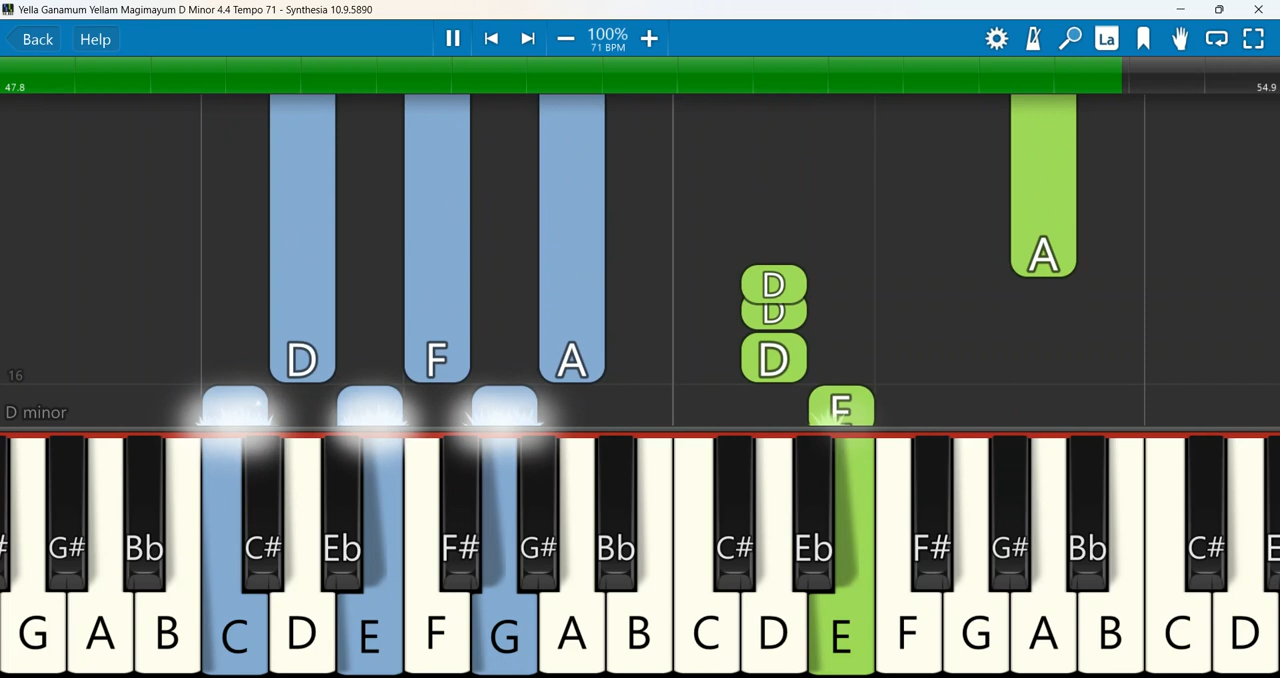 Yella Ganamum Yellam Magimayum D Minor 4.4 Tempo 71 - Synthesia 10.9.5890
Back Help 100% La
71 BPM
47.8 54.9
D
D
A
D F A D
16
E
D minor
G# Bb C# Eb F# G# Bb C# Eb F# G# Bb C# E
G A B C D E F G A B C D E F G A B C D